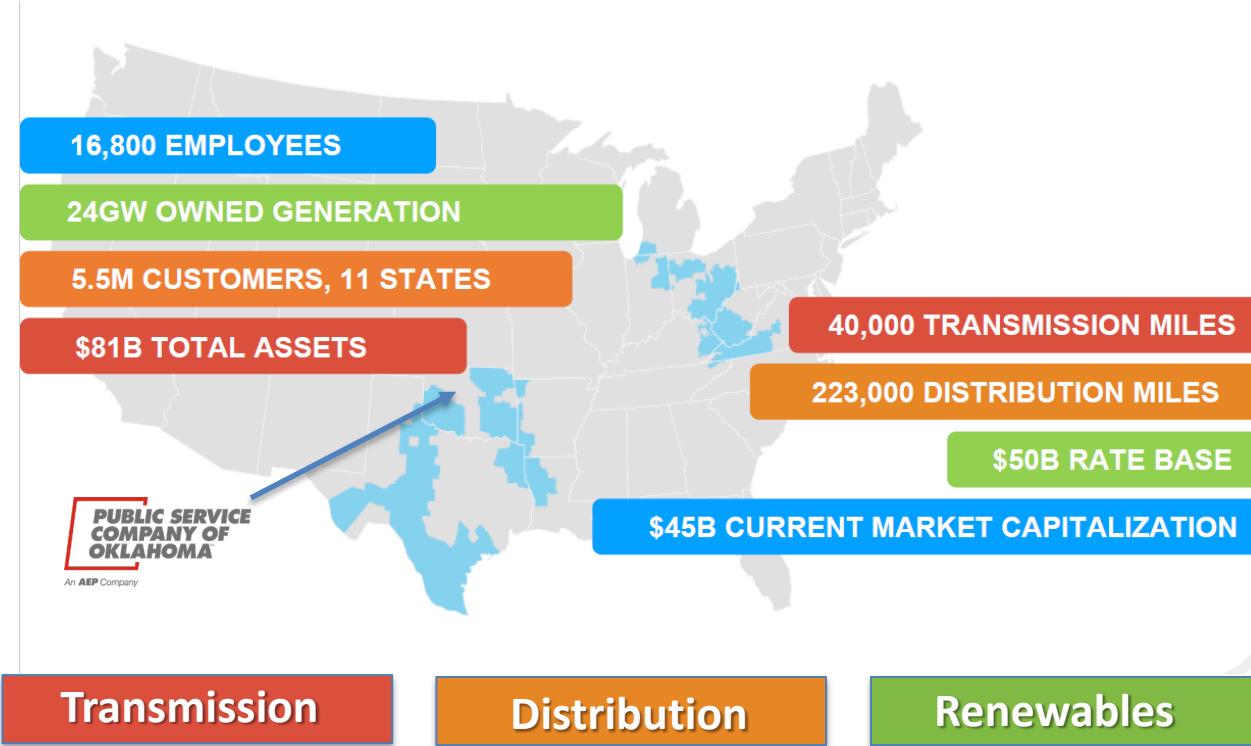 16,800 EMPLOYEES
24GW OWNED GENERATION
5.5M CUSTOMERS, 11 STATES
$81B TOTAL ASSETS
40,000 TRANSMISSION MILES
223,000 DISTRIBUTION MILES
$50B RATE BASE
$45B CURRENT MARKET CAPITALIZATION
PUBLIC SERVICE
COMPANY OF
OKLAHOMA
An AEP Company
Transmission
Distribution
Renewables